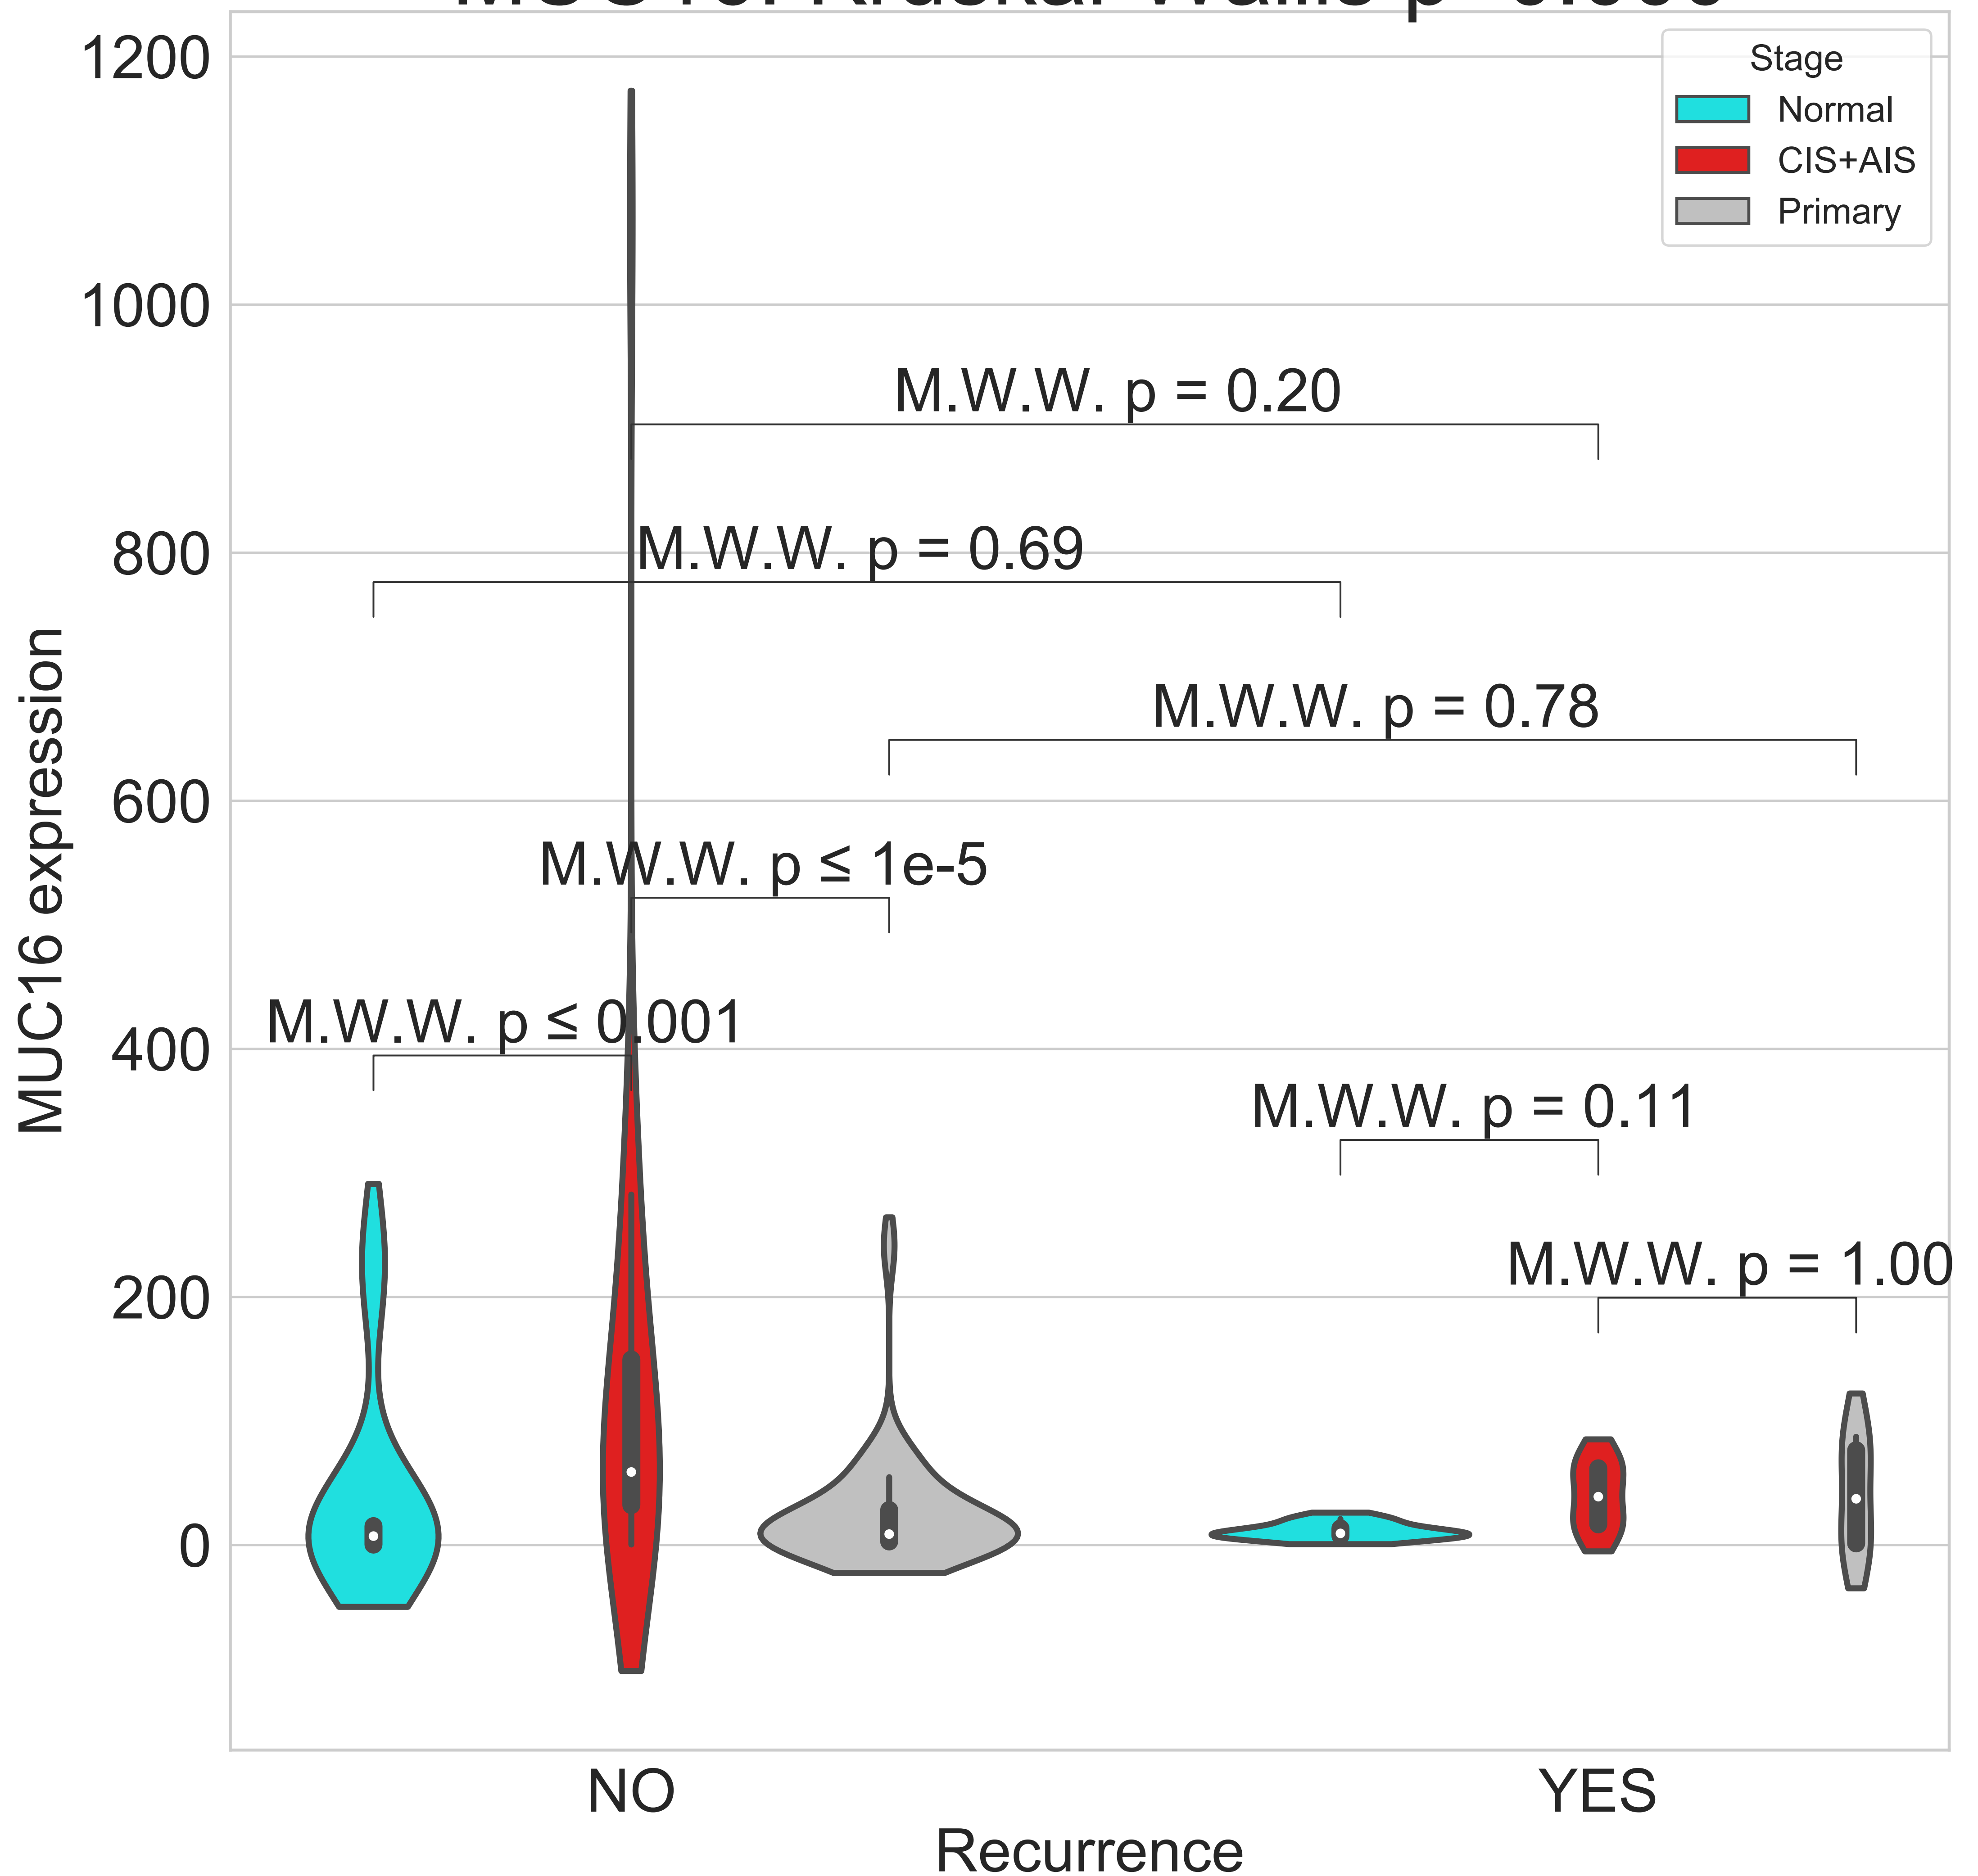 1200
1000
800
600
400
200
0
MUC16 expression
Stage
Normal
CIS+AIS
Primary
M.W.W. p = 0.20
M.W.W. p = 0.69
M.W.W. p = 0.78
M.W.W. p ≤ 1e-5
M.W.W. p ≤ 0.001
M.W.W. p = 0.11
M.W.W. p = 1.00
NO
YES
Recurrence